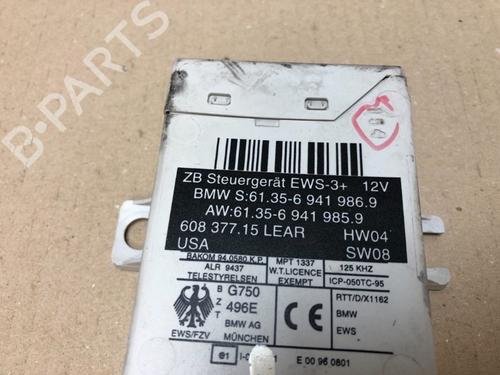 B-PARTS
ZB Steuergerät EWS-3+ 12V
BMW S:61.35-6 941 986.9
AW:61.35-6 941 985.9
608 377.15 LEAR HW04
USA SW08
BAKOM 94.0580 K.P. MPT 1337 125 KHZ
ALR 9437 W.T.LICENCE ICP-050TC-95
TELESTYRELSEN EXEMPT
B Z T G750 RTT/D/X1162
496E BMW
BMW AG EWS
EWS/FZV MÜNCHEN
e1 E 00 96 0801